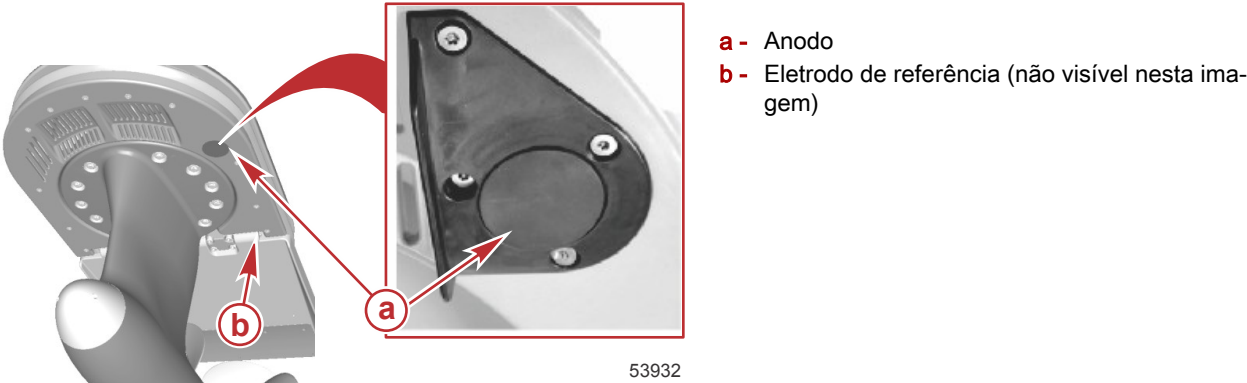 a - Anodo
b - Eletrodo de referência (não visível nesta ima-
gem)
b
a
53932